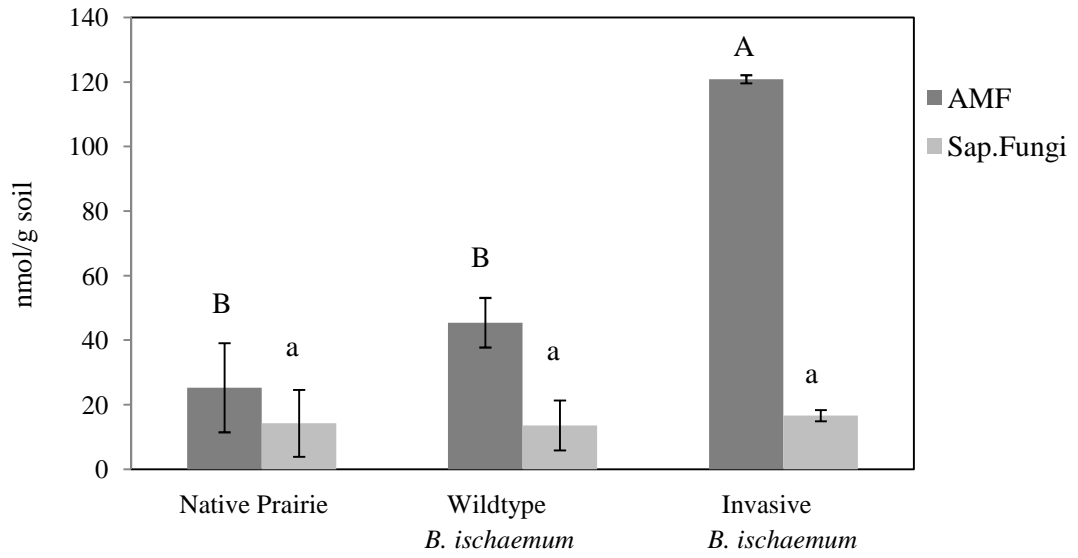 140
120
100
80
60
40
20
0
nmol/g soil
B
a
B
a
A
a
AMF
Sap.Fungi
Native Prairie
Wildtype
B. ischaemum
Invasive
B. ischaemum